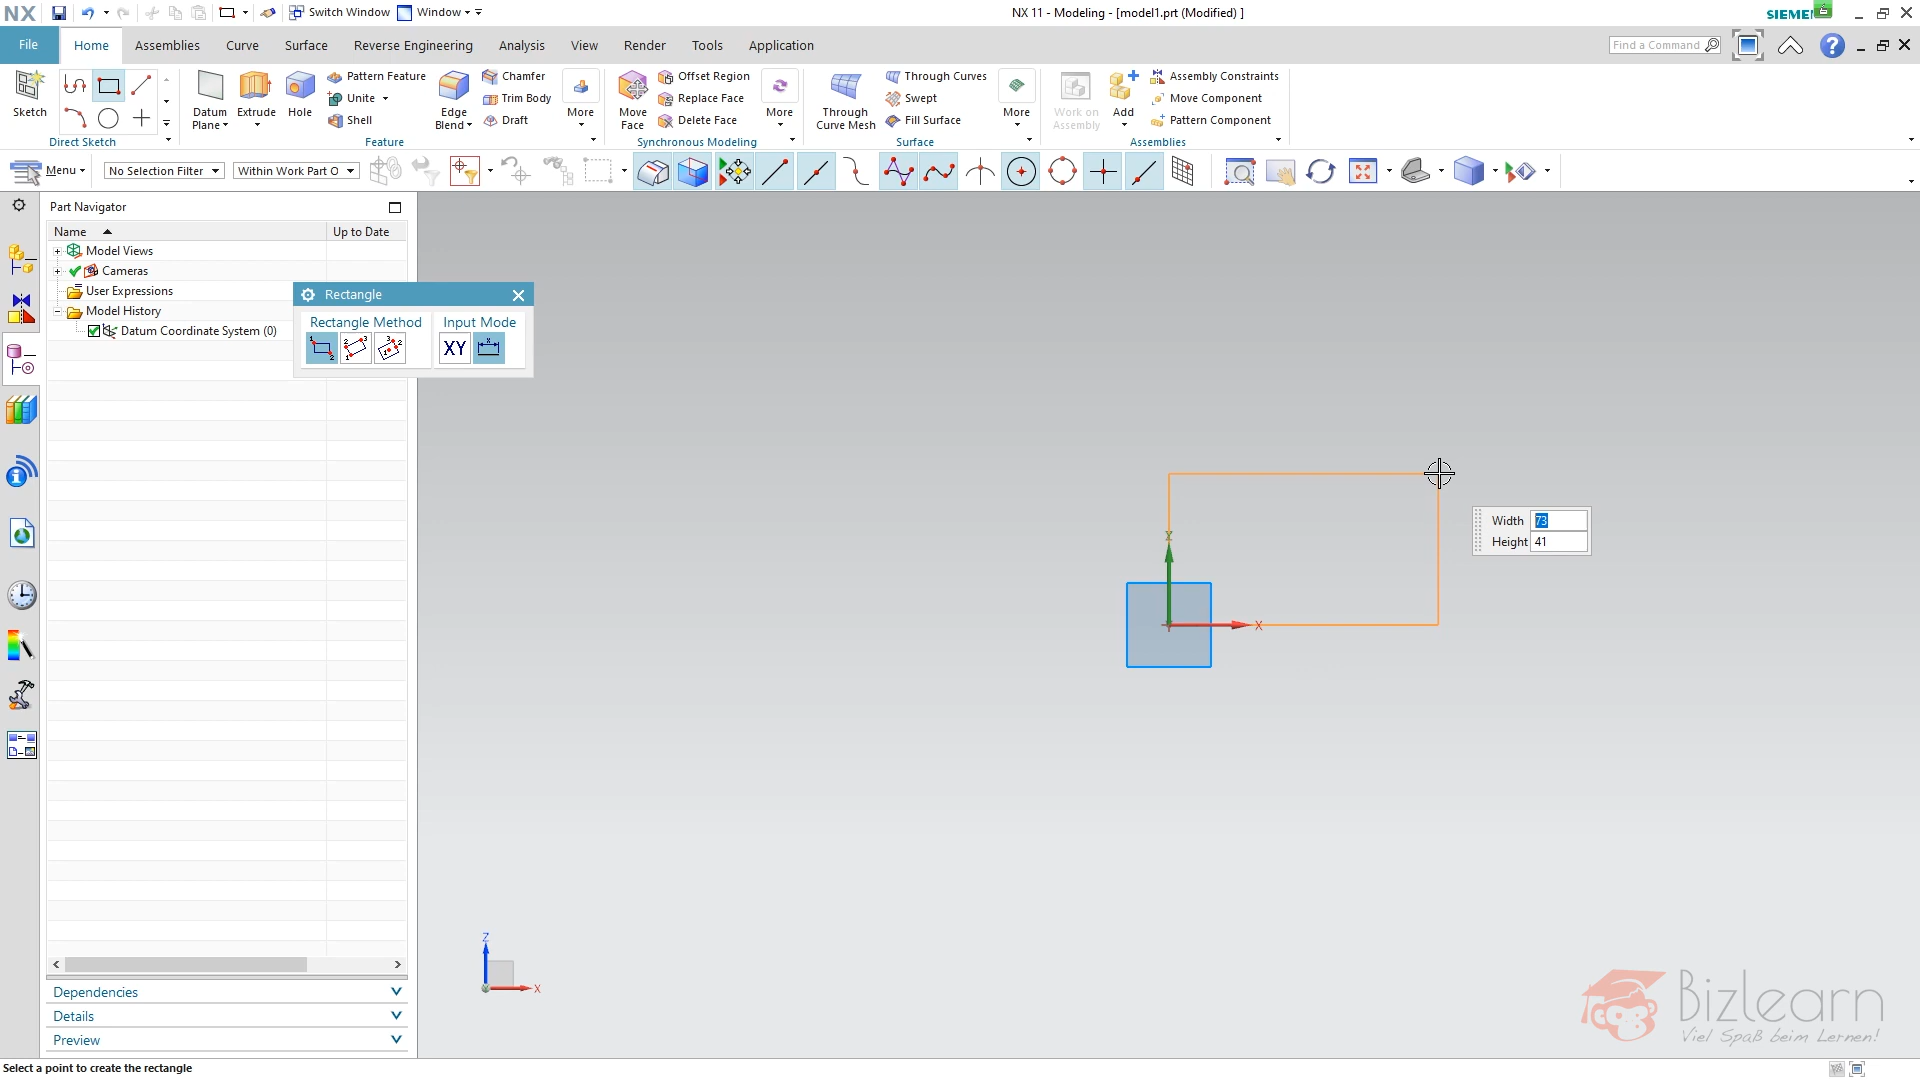 NX
Switch Window
Window
NX 11 - Modeling - [model1.prt (Modified) ]
SIEME
File
Home
Assemblies
Curve
Surface
Reverse Engineering
Analysis
View
Render
Tools
Application
Find a Command
Sketch
Datum Plane
Extrude
Hole
Pattern Feature
Unite
Shell
Edge Blend
Chamfer
Trim Body
Draft
More
Move Face
Offset Region
Replace Face
Delete Face
More
Through Curve Mesh
Through Curves
Swept
Fill Surface
More
Work on Assembly
Add
Assembly Constraints
Move Component
Pattern Component
Direct Sketch
Feature
Synchronous Modeling
Surface
Assemblies
Menu
No Selection Filter
Within Work Part O
Part Navigator
Name
Up to Date
Model Views
Cameras
User Expressions
Model History
Datum Coordinate System (0)
Rectangle
Rectangle Method
Input Mode
XY
Width 73
Height 41
X
Z
X
Dependencies
Details
Preview
Bizlearn
Viel Spaß beim Lernen!
Select a point to create the rectangle